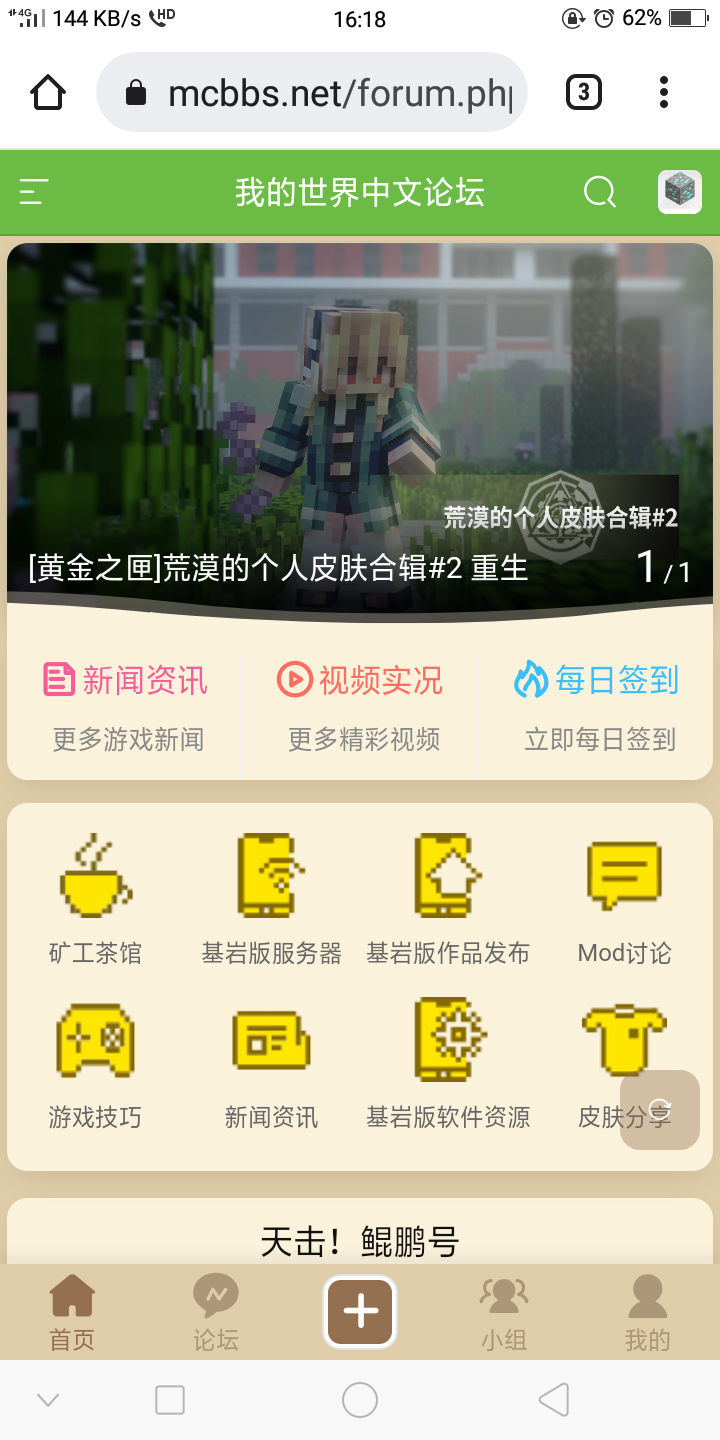 4G 144 KB/s HD 16:18 62%
mcbbs.net/forum.php
3
我的世界中文论坛
荒漠的个人皮肤合辑#2
[黄金之匣]荒漠的个人皮肤合辑#2 重生 1/1
新闻资讯 视频实况 每日签到
更多游戏新闻 更多精彩视频 立即每日签到
矿工茶馆 基岩版服务器 基岩版作品发布 Mod讨论
游戏技巧 新闻资讯 基岩版软件资源 皮肤分享
天击！鲲鹏号
首页 论坛 小组 我的